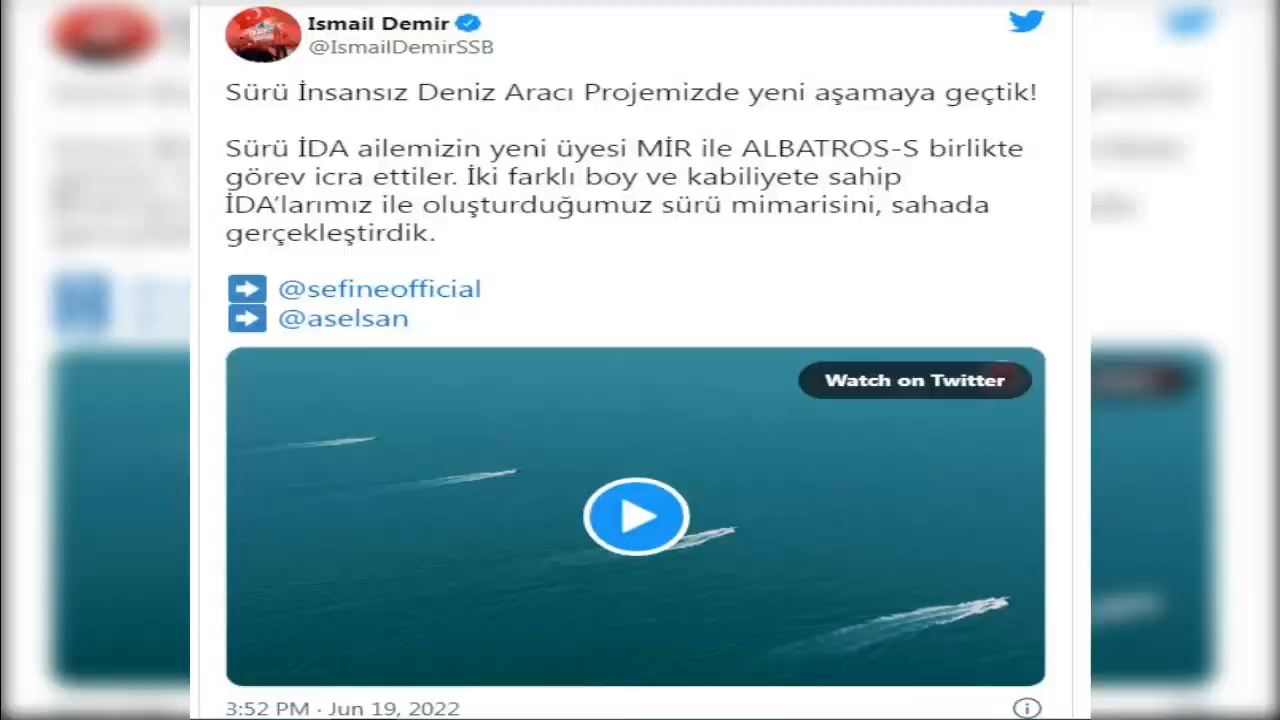 Ismail Demir
@IsmailDemirSSB
Sürü İnsansız Deniz Aracı Projemizde yeni aşamaya geçtik!
Sürü İDA ailemizin yeni üyesi MİR ile ALBATROS-S birlikte
görev icra ettiler. İki farklı boy ve kabiliyete sahip
İDA’larımız ile oluşturduğumuz sürü mimarisini, sahada
gerçekleştirdik.
@sefineofficial
@aselsan
Watch on Twitter
3:52 PM · Jun 19, 2022